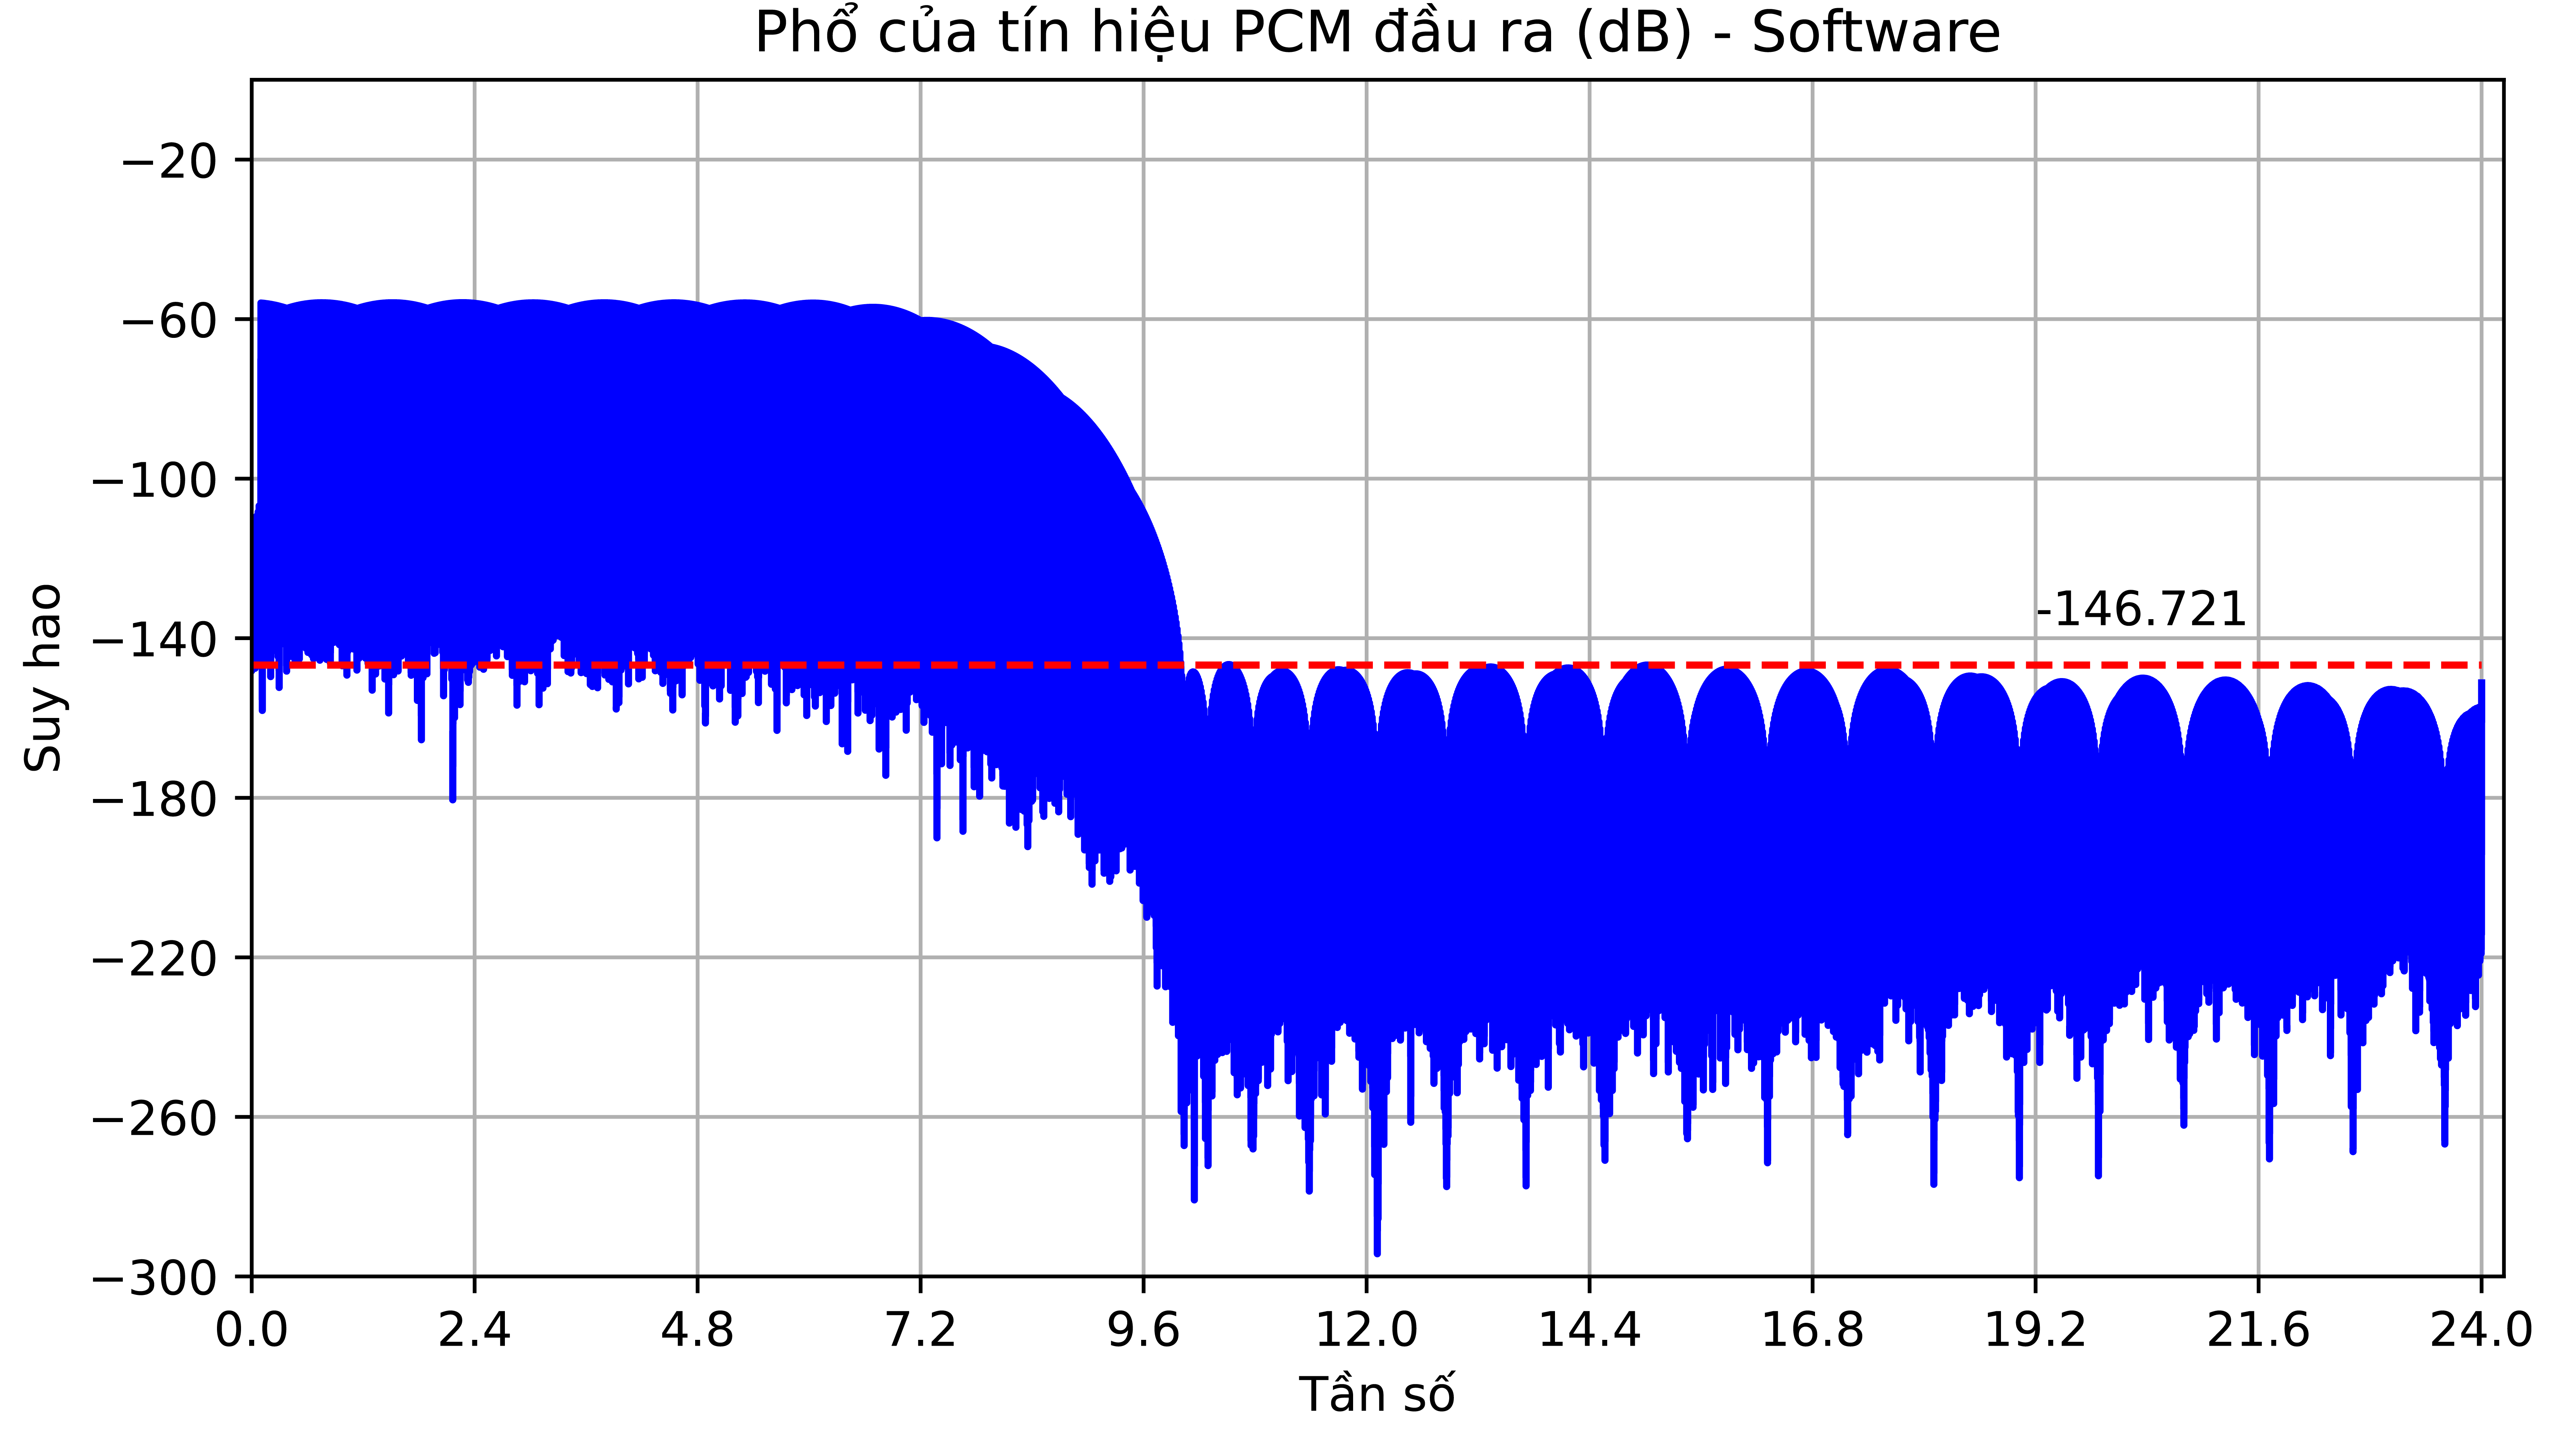 Phổ của tín hiệu PCM đầu ra (dB) - Software
−20
−60
−100
−140
−180
−220
−260
−300
Suy hao
-146.721
0.0 2.4 4.8 7.2 9.6 12.0 14.4 16.8 19.2 21.6 24.0
Tần số